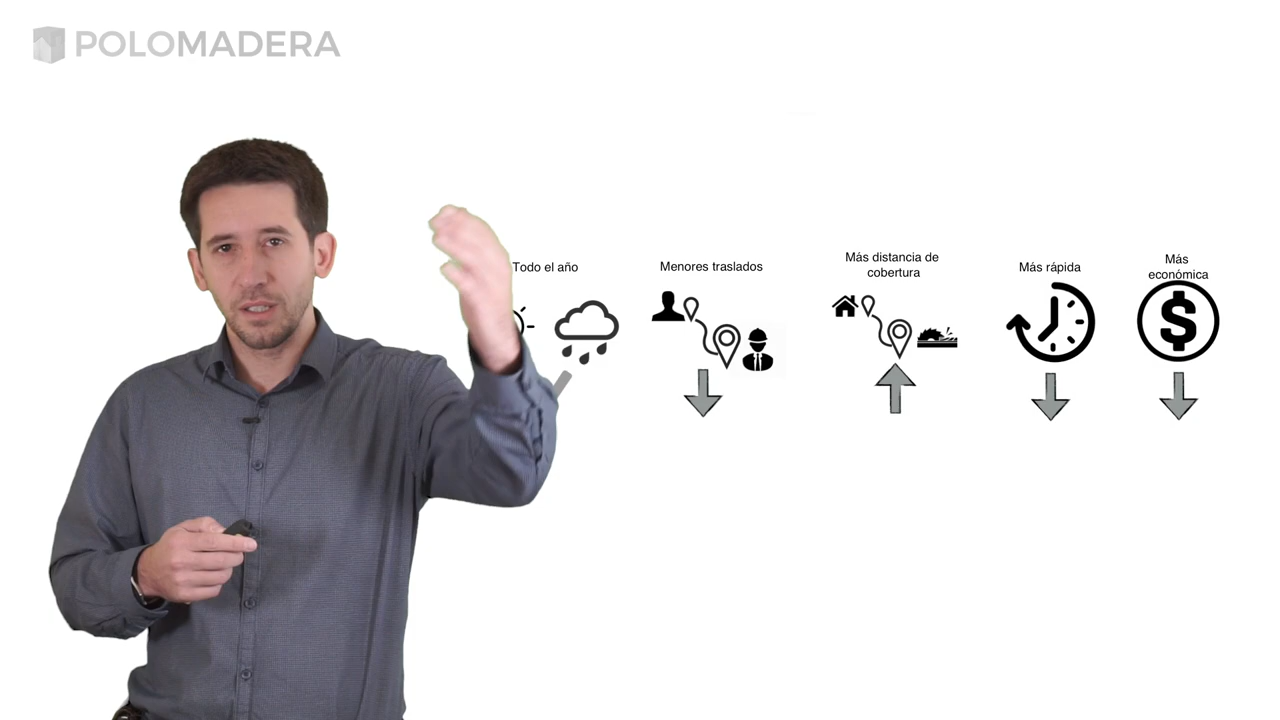 POLOMADERA
Todo el año
Menores traslados
Más distancia de
cobertura
Más rápida
Más
económica
$